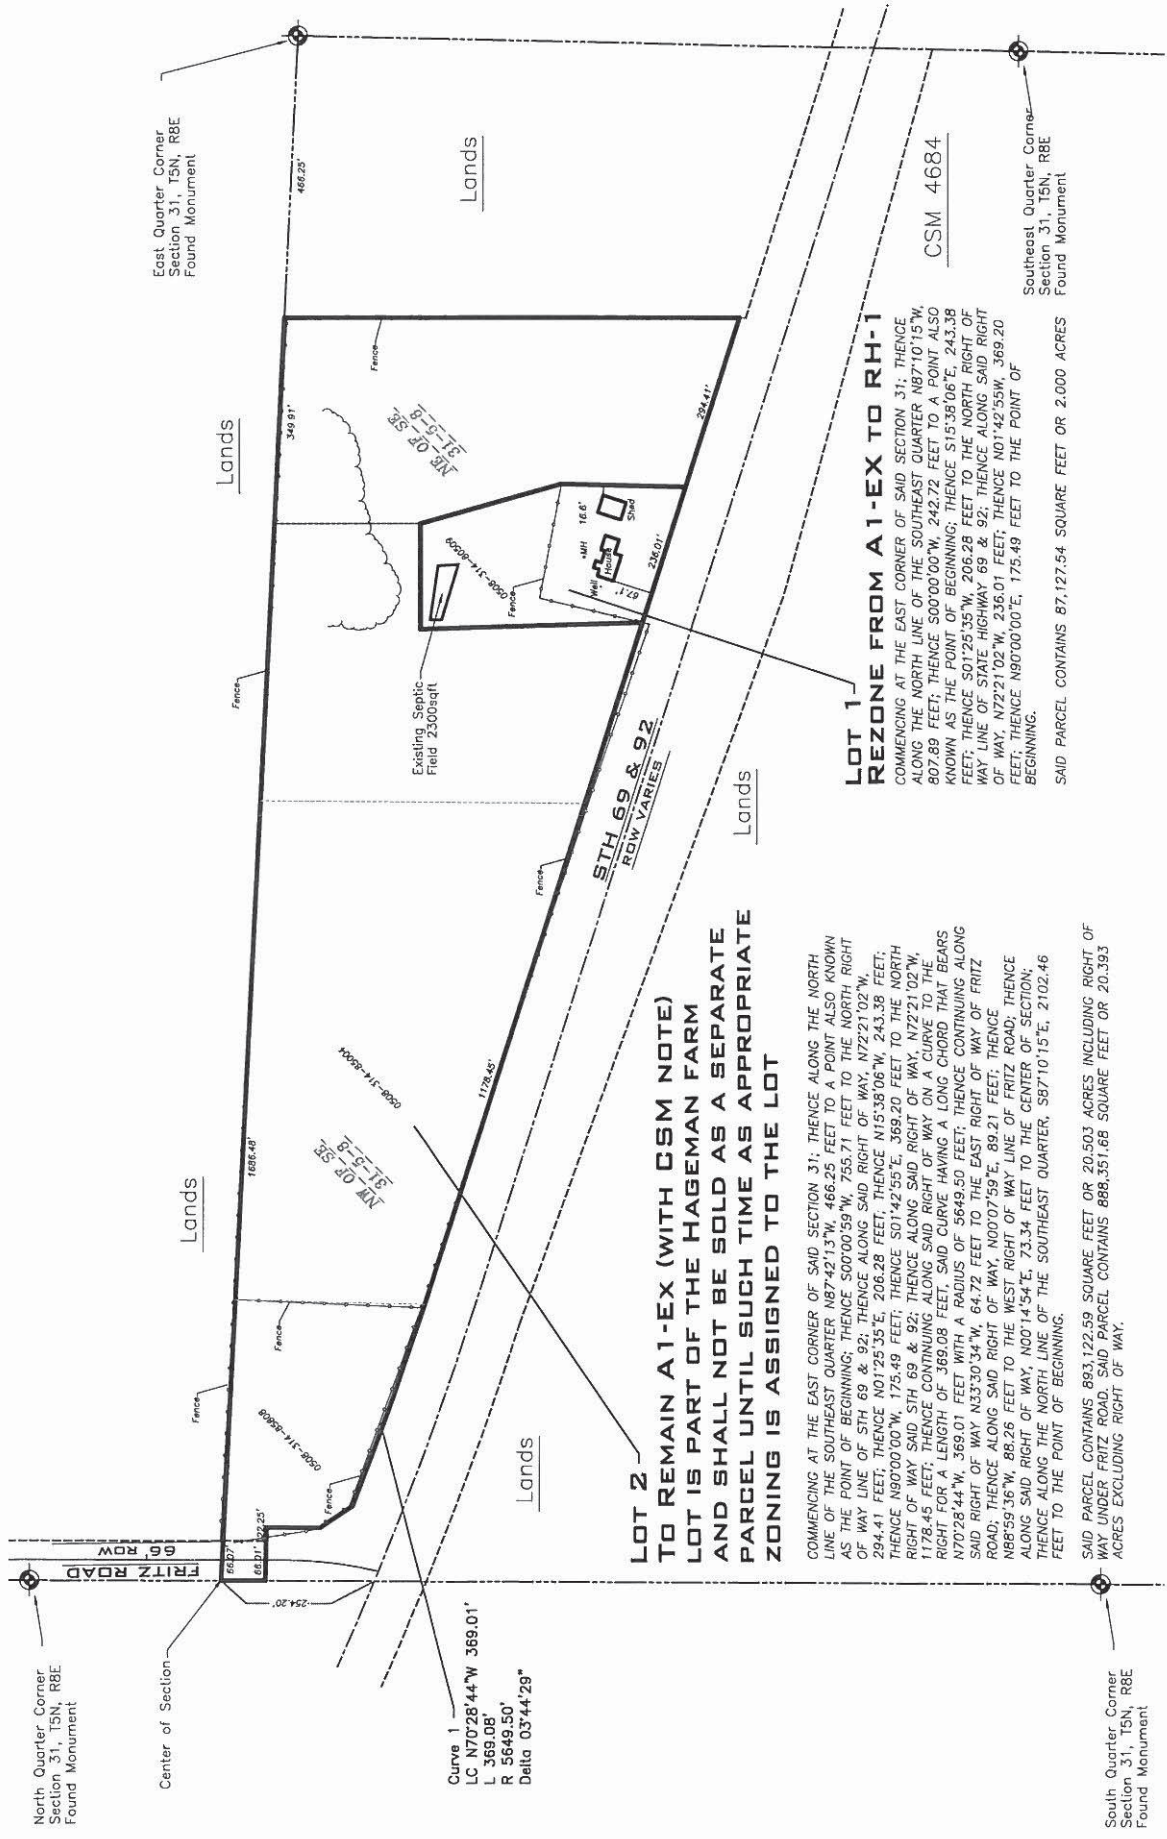 North Quarter Corner
Section 31, T5N, R8E
Found Monument
Center of Section
FRITZ ROAD
66' ROW
66.07'
66.01'
122.25'
254.20'
Curve 1
LC N70°28'44"W 369.01'
L 369.08'
R 5649.50'
Delta 03°44'29"
Fence
0508-314-85808
Fence
Fence
Lands
Lands
1686.48'
NW OF SE,
31-5-8
0508-314-85004
1178.45'
Fence
Fence
Lands
349.91'
NE OF SE,
31-5-8
Fence
Existing Septic
Field 2300sqft
0508-314-80509
Fence
+MH
16.6'
Well
House
Shed
67.1'
236.01'
294.41'
STH 69 & 92
ROW VARIES
Lands
East Quarter Corner
Section 31, T5N, R8E
Found Monument
466.25'
Lands
CSM 4684
Southeast Quarter Corner
Section 31, T5N, R8E
Found Monument
LOT 2
TO REMAIN A1-EX (WITH CSM NOTE)
LOT IS PART OF THE HAGEMAN FARM
AND SHALL NOT BE SOLD AS A SEPARATE
PARCEL UNTIL SUCH TIME AS APPROPRIATE
ZONING IS ASSIGNED TO THE LOT
COMMENCING AT THE EAST CORNER OF SAID SECTION 31; THENCE ALONG THE NORTH
LINE OF THE SOUTHEAST QUARTER N87°42'13"W, 466.25 FEET TO A POINT ALSO KNOWN
AS THE POINT OF BEGINNING; THENCE S00°00'59"W, 755.71 FEET TO THE NORTH RIGHT
OF WAY LINE OF STH 69 & 92; THENCE ALONG SAID RIGHT OF WAY, N72°21'02"W,
294.41 FEET; THENCE N01°25'35"E, 206.28 FEET; THENCE N15°38'06"W, 243.38 FEET;
THENCE N90°00'00"W, 175.49 FEET; THENCE S01°42'55"E, 369.20 FEET TO THE NORTH
RIGHT OF WAY SAID STH 69 & 92; THENCE ALONG SAID RIGHT OF WAY, N72°21'02"W,
1178.45 FEET; THENCE CONTINUING ALONG SAID RIGHT OF WAY ON A CURVE TO THE
RIGHT FOR A LENGTH OF 369.08 FEET, SAID CURVE HAVING A LONG CHORD THAT BEARS
N70°28'44"W, 369.01 FEET WITH A RADIUS OF 5649.50 FEET; THENCE CONTINUING ALONG
SAID RIGHT OF WAY N33°30'34"W, 64.72 FEET TO THE EAST RIGHT OF WAY OF FRITZ
ROAD; THENCE ALONG SAID RIGHT OF WAY, N00°07'59"E, 89.21 FEET; THENCE
N88°59'36"W, 88.26 FEET TO THE WEST RIGHT OF WAY LINE OF FRITZ ROAD; THENCE
ALONG SAID RIGHT OF WAY, N00°14'54"E, 73.34 FEET TO THE CENTER OF SECTION;
THENCE ALONG THE NORTH LINE OF THE SOUTHEAST QUARTER, S87°10'15"E, 2102.46
FEET TO THE POINT OF BEGINNING.
SAID PARCEL CONTAINS 893,122.59 SQUARE FEET OR 20.503 ACRES INCLUDING RIGHT OF
WAY UNDER FRITZ ROAD. SAID PARCEL CONTAINS 888,351.68 SQUARE FEET OR 20.393
ACRES EXCLUDING RIGHT OF WAY.
LOT 1
REZONE FROM A1-EX TO RH-1
COMMENCING AT THE EAST CORNER OF SAID SECTION 31; THENCE
ALONG THE NORTH LINE OF THE SOUTHEAST QUARTER N87°10'15"W,
807.89 FEET; THENCE S00°00'00"W, 242.72 FEET TO A POINT ALSO
KNOWN AS THE POINT OF BEGINNING; THENCE S15°38'06"E, 243.38
FEET; THENCE S01°25'35"W, 206.28 FEET TO THE NORTH RIGHT OF
WAY LINE OF STATE HIGHWAY 69 & 92; THENCE ALONG SAID RIGHT
OF WAY, N72°21'02"W, 236.01 FEET; THENCE N01°42'55W, 369.20
FEET; THENCE N90°00'00"E, 175.49 FEET TO THE POINT OF
BEGINNING.
SAID PARCEL CONTAINS 87,127.54 SQUARE FEET OR 2.000 ACRES
South Quarter Corner
Section 31, T5N, R8E
Found Monument